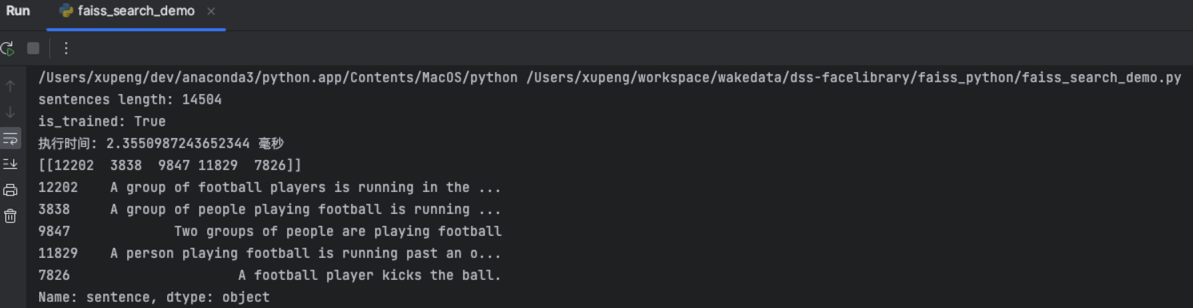 Run faiss_search_demo
/Users/xupeng/dev/anaconda3/python.app/Contents/MacOS/python /Users/xupeng/workspace/wakedata/dss-facelibrary/faiss_python/faiss_search_demo.py
sentences length: 14504
is_trained: True
执行时间: 2.3550987243652344 毫秒
[[12202  3838  9847 11829  7826]]
12202    A group of football players is running in the ...
3838     A group of people playing football is running ...
9847             Two groups of people are playing football
11829    A person playing football is running past an o...
7826                     A football player kicks the ball.
Name: sentence, dtype: object